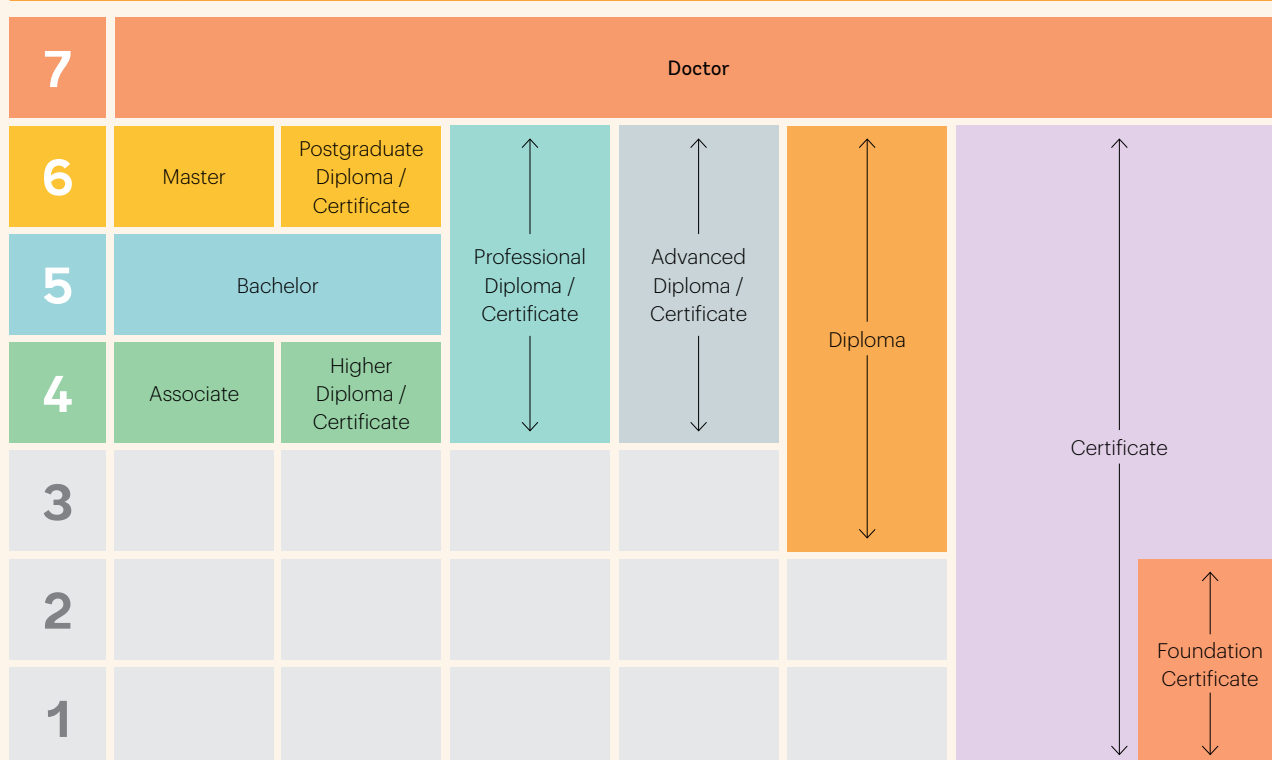 7
Doctor
6
Master
Postgraduate
Diploma /
Certificate
5
Bachelor
Professional
Diploma /
Certificate
Advanced
Diploma /
Certificate
Diploma
4
Associate
Higher
Diploma /
Certificate
Certificate
3
2
Foundation
Certificate
1